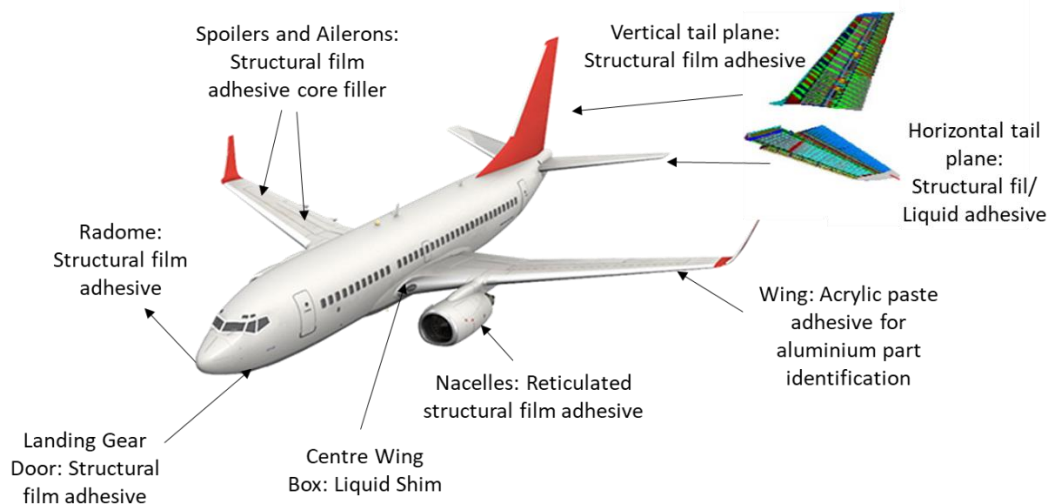 Spoilers and Ailerons:
Structural film
adhesive core filler
Vertical tail plane:
Structural film adhesive
Horizontal tail
plane:
Structural fil/
Liquid adhesive
Radome:
Structural film
adhesive
Wing: Acrylic paste
adhesive for
aluminium part
identification
Nacelles: Reticulated
structural film adhesive
Landing Gear
Door: Structural
film adhesive
Centre Wing
Box: Liquid Shim